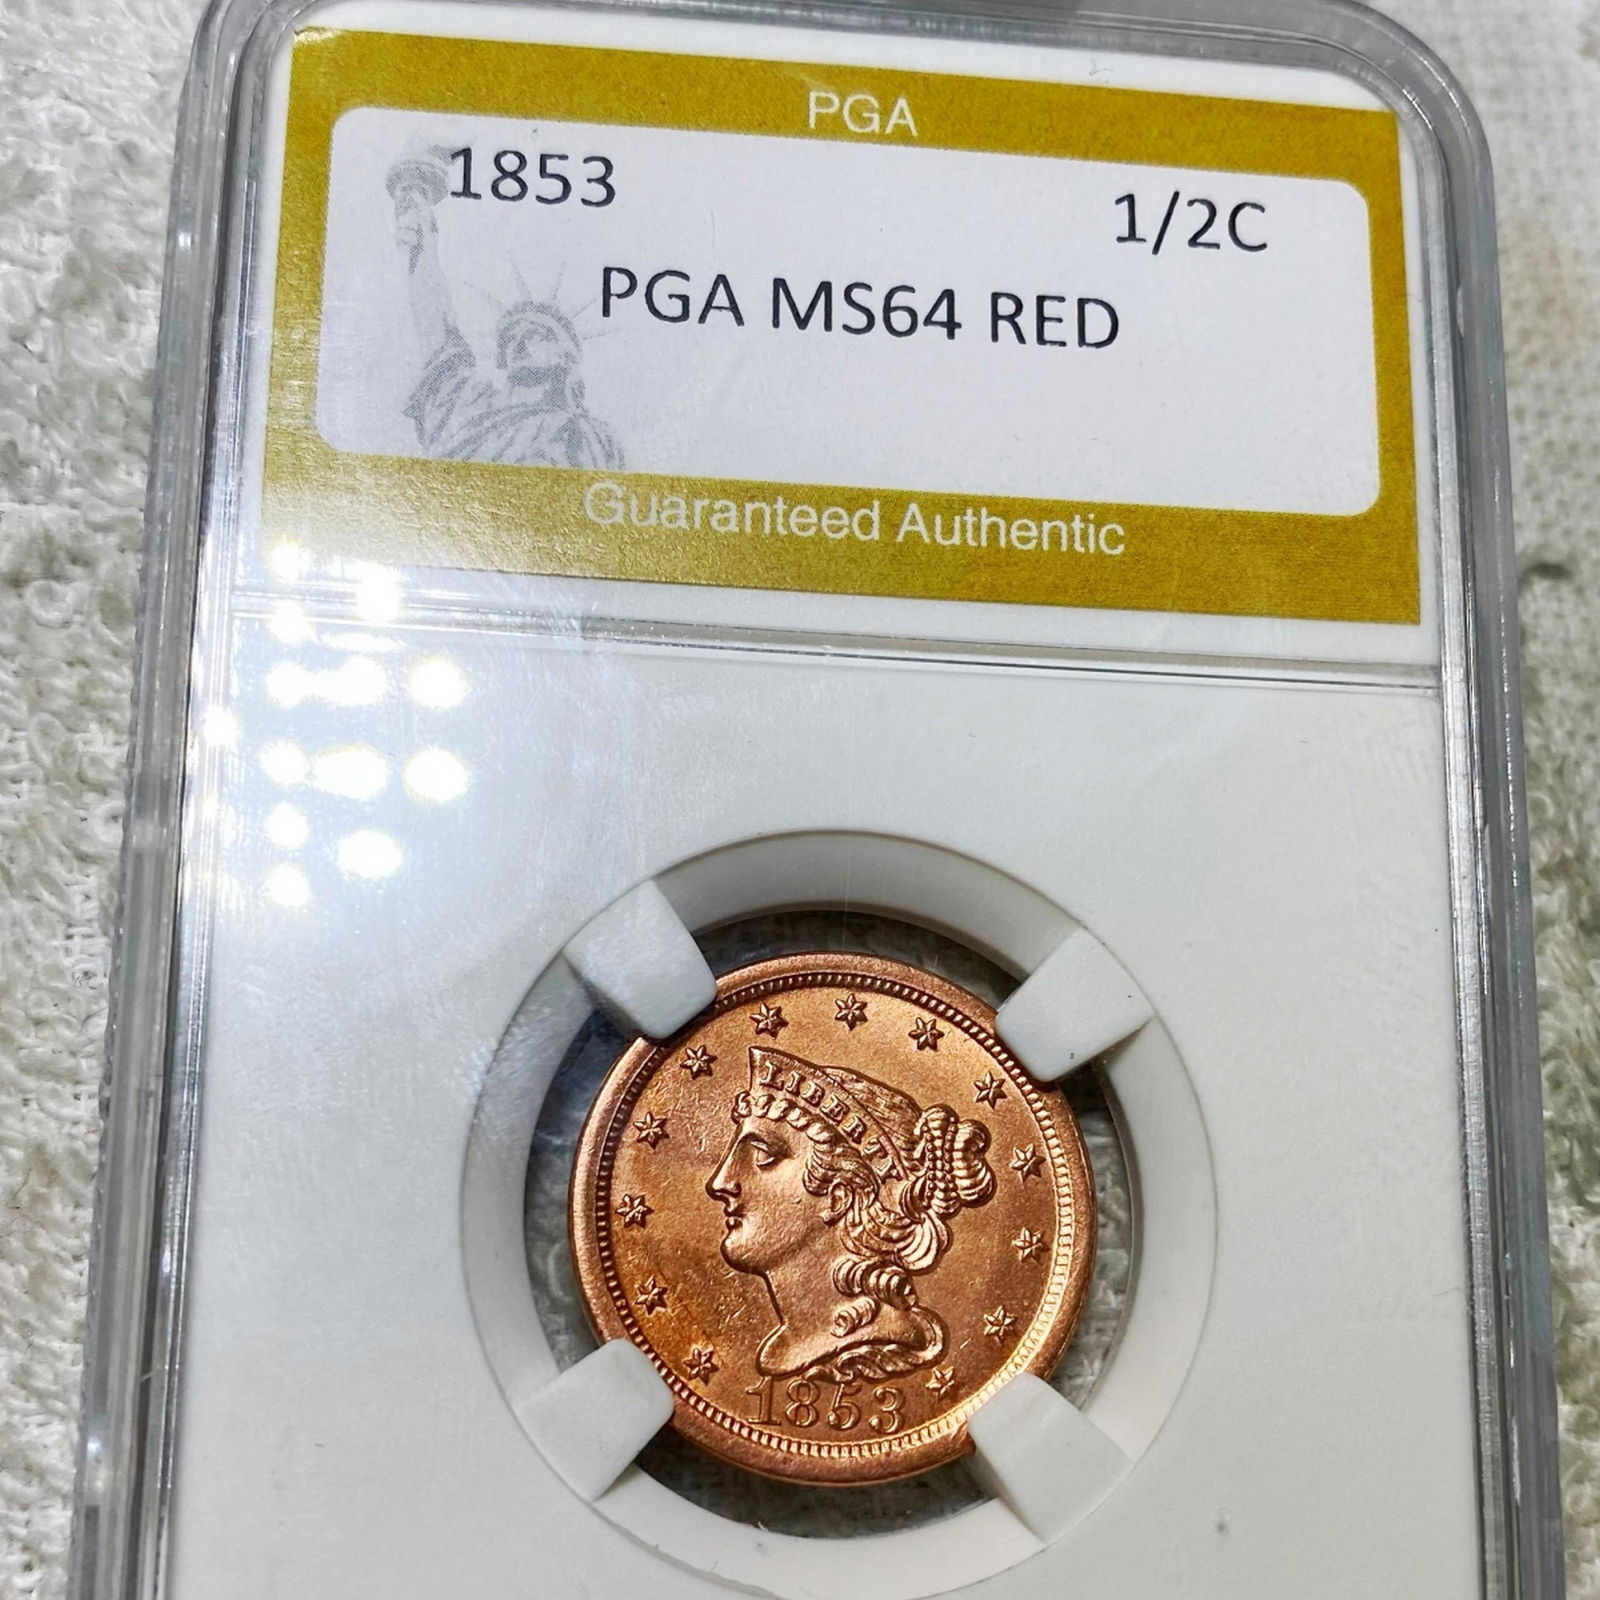 PGA
1853 1/2C
PGA MS64 RED
Guaranteed Authentic
LIBERTY
1853